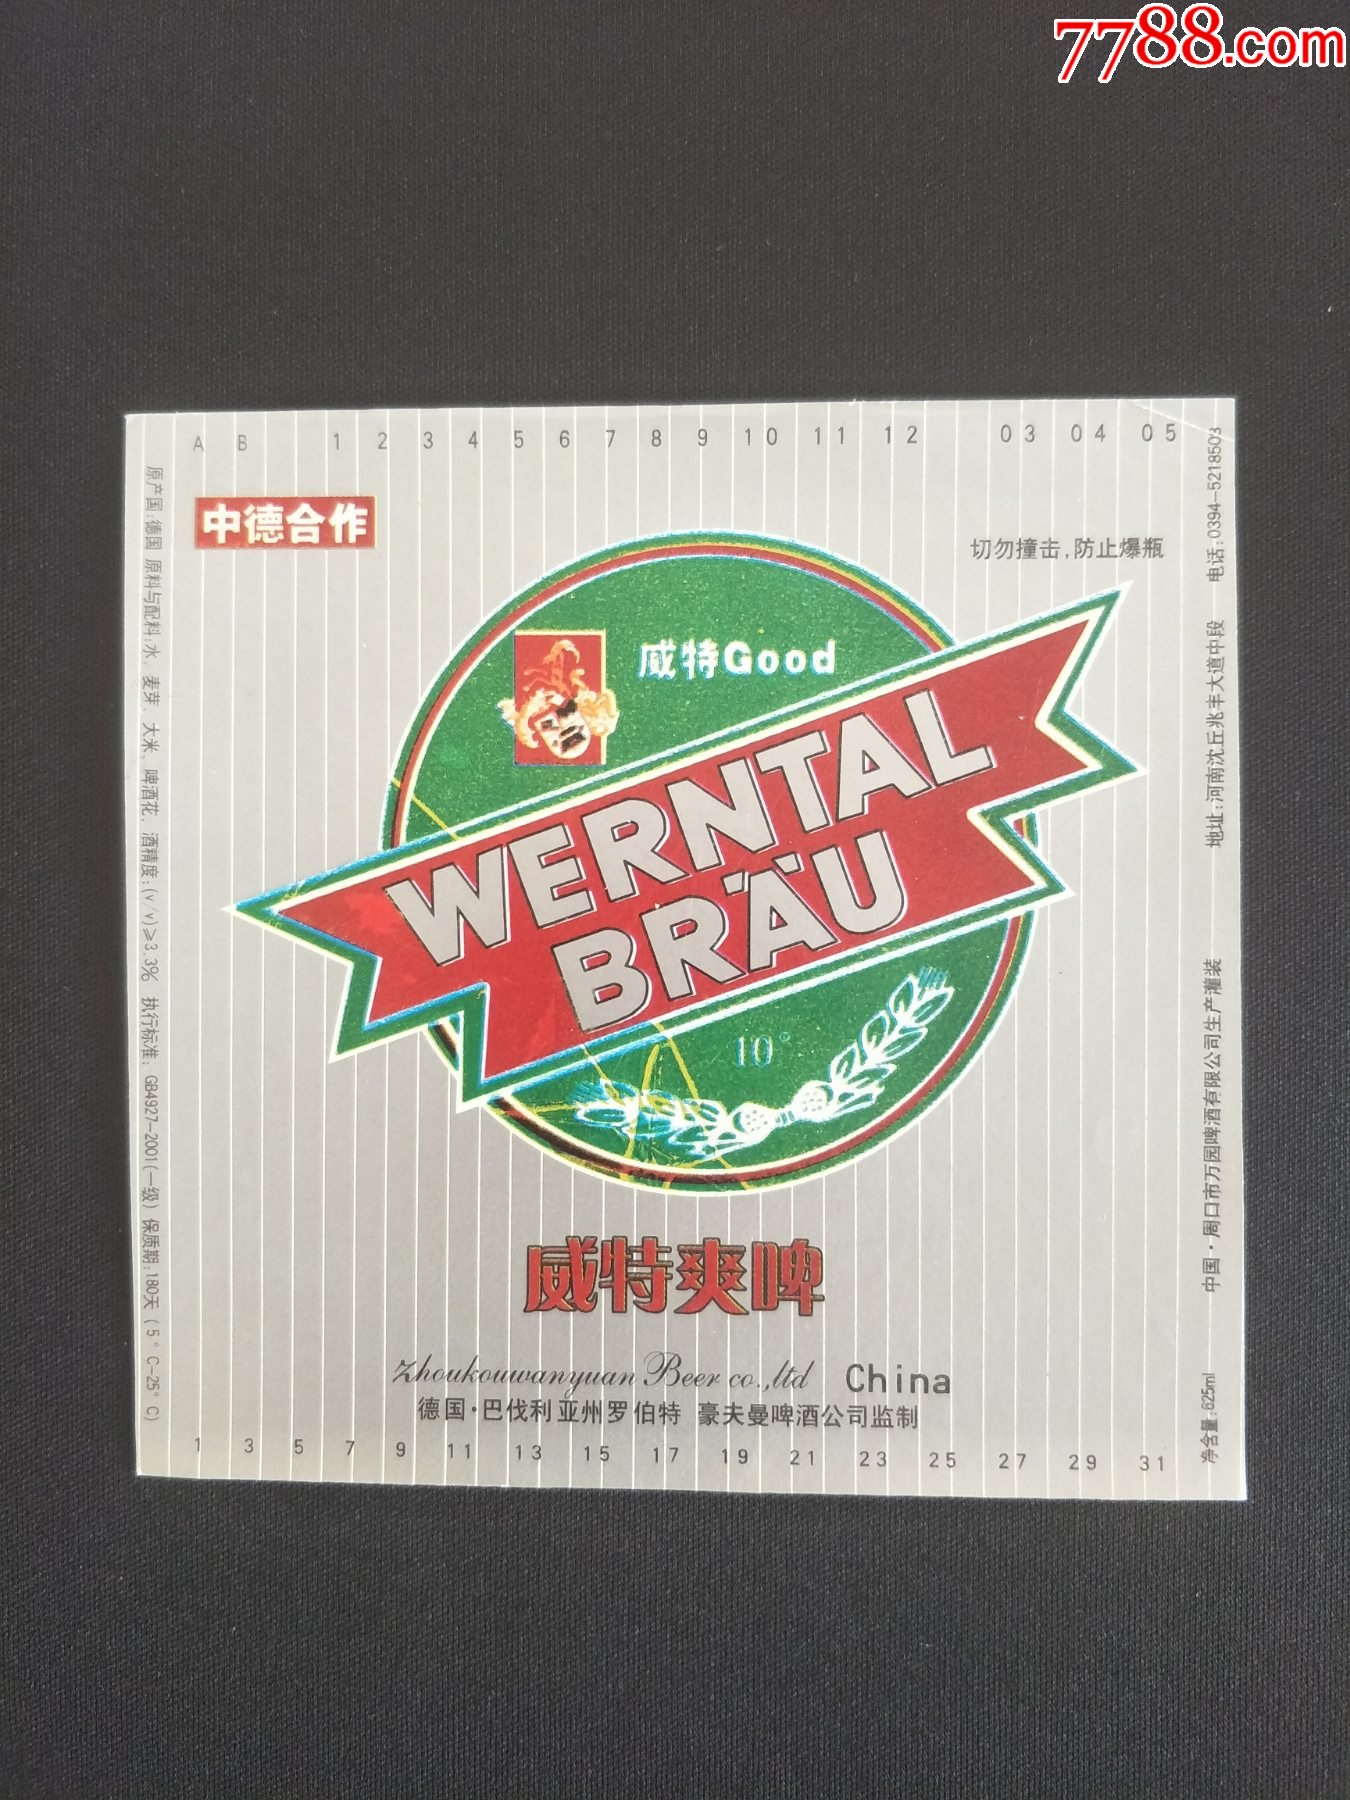 7788.com
A B 1 2 3 4 5 6 7 8 9 10 11 12 03 04 05
中德合作
切勿撞击,防止爆瓶
威特Good
WERNTAL
BRÄU
10°
威特爽啤
Zhoukouwanyuan Beer co.,ltd China
德国·巴伐利亚州罗伯特 豪夫曼啤酒公司监制
1 3 5 7 9 11 13 15 17 19 21 23 25 27 29 31
原产国:德国 原料与配料:水、麦芽、大米、啤酒花、酒精度:(v/v)≥3.3% 执行标准: GB4927-2001(一级) 保质期:180天(5°C-25°C)
净含量:625ml 中国·周口市万园啤酒有限公司生产灌装 地址:河南沈丘兆丰大道中段 电话:0394-5218503